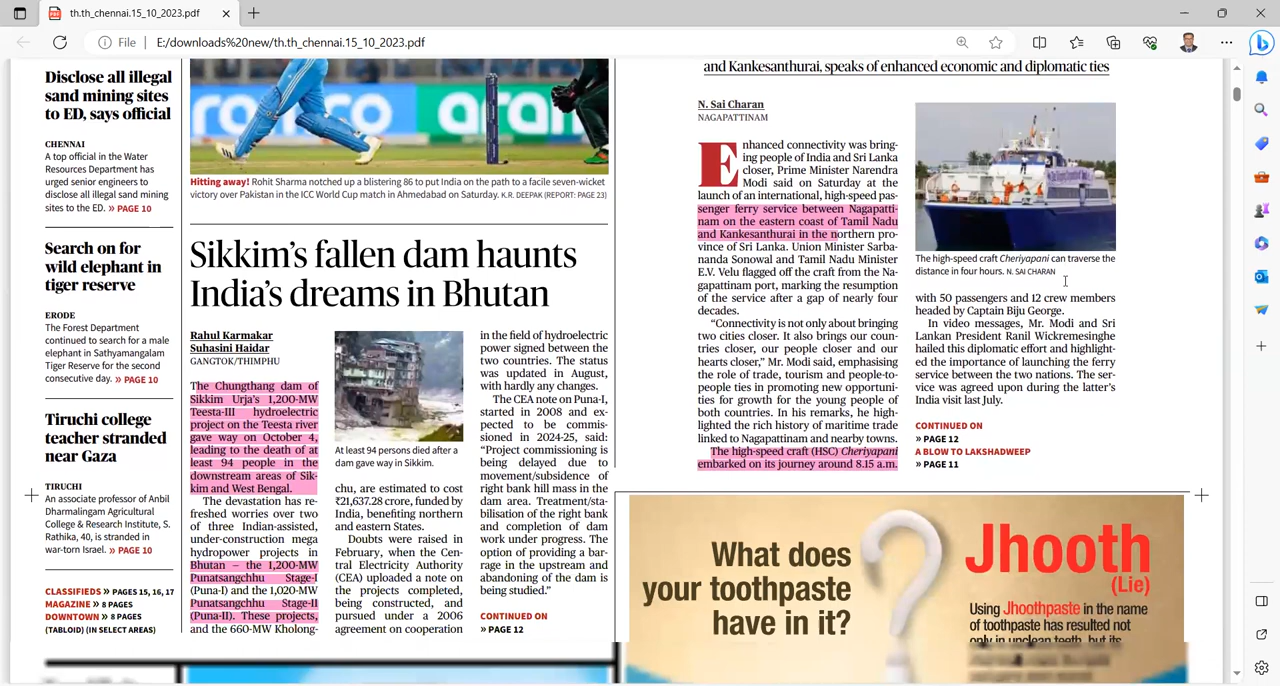 th.th_chennai.15_10_2023.pdf
File
E:/downloads%20new/th.th_chennai.15_10_2023.pdf
Disclose all illegal
sand mining sites
to ED, says official
CHENNAI
A top official in the Water
Resources Department has
urged senior engineers to
disclose all illegal sand mining
sites to the ED. » PAGE 10
Search on for
wild elephant in
tiger reserve
ERODE
The Forest Department
continued to search for a male
elephant in Sathyamangalam
Tiger Reserve for the second
consecutive day. » PAGE 10
Tiruchi college
teacher stranded
near Gaza
TIRUCHI
An associate professor of Anbil
Dharmalingam Agricultural
College & Research Institute, S.
Rathika, 40, is stranded in
war-torn Israel. » PAGE 10
CLASSIFIEDS » PAGES 15, 16, 17
MAGAZINE » 8 PAGES
DOWNTOWN » 8 PAGES
(TABLOID) (IN SELECT AREAS)
Hitting away! Rohit Sharma notched up a blistering 86 to put India on the path to a facile seven-wicket
victory over Pakistan in the ICC World Cup match in Ahmedabad on Saturday. K.R. DEEPAK (REPORT: PAGE 23)
Sikkim's fallen dam haunts
India's dreams in Bhutan
Rahul Karmakar
Suhasini Haidar
GANGTOK/THIMPHU
The Chungthang dam of
Sikkim Urja's 1,200-MW
Teesta-III hydroelectric
project on the Teesta river
gave way on October 4,
leading to the death of at
least 94 people in the
downstream areas of Sik-
kim and West Bengal.
The devastation has re-
freshed worries over two
of three Indian-assisted,
under-construction mega
hydropower projects in
Bhutan — the 1,200-MW
Punatsangchhu Stage-I
(Puna-I) and the 1,020-MW
Punatsangchhu Stage-II
(Puna-II). These projects,
and the 660-MW Kholong-
At least 94 persons died after a
dam gave way in Sikkim.
chu, are estimated to cost
₹21,637.28 crore, funded by
India, benefiting northern
and eastern States.
Doubts were raised in
February, when the Cen-
tral Electricity Authority
(CEA) uploaded a note on
the projects completed,
being constructed, and
pursued under a 2006
agreement on cooperation
in the field of hydroelectric
power signed between the
two countries. The status
was updated in August,
with hardly any changes.
The CEA note on Puna-I,
started in 2008 and ex-
pected to be commis-
sioned in 2024-25, said:
“Project commissioning is
being delayed due to
movement/subsidence of
right bank hill mass in the
dam area. Treatment/sta-
bilisation of the right bank
and completion of dam
work under progress. The
option of providing a bar-
rage in the upstream and
abandoning of the dam is
being studied.”
CONTINUED ON
» PAGE 12
and Kankesanthurai, speaks of enhanced economic and diplomatic ties
N. Sai Charan
NAGAPATTINAM
Enhanced connectivity was bring-
ing people of India and Sri Lanka
closer, Prime Minister Narendra
Modi said on Saturday at the
launch of an international, high-speed pas-
senger ferry service between Nagapatti-
nam on the eastern coast of Tamil Nadu
and Kankesanthurai in the northern pro-
vince of Sri Lanka. Union Minister Sarba-
nanda Sonowal and Tamil Nadu Minister
E.V. Velu flagged off the craft from the Na-
gapattinam port, marking the resumption
of the service after a gap of nearly four
decades.
“Connectivity is not only about bringing
two cities closer. It also brings our coun-
tries closer, our people closer and our
hearts closer,” Mr. Modi said, emphasising
the role of trade, tourism and people-to-
people ties in promoting new opportuni-
ties for growth for the young people of
both countries. In his remarks, he high-
lighted the rich history of maritime trade
linked to Nagapattinam and nearby towns.
The high-speed craft (HSC) Cheriyapani
embarked on its journey around 8.15 a.m.
The high-speed craft Cheriyapani can traverse the
distance in four hours. N. SAI CHARAN
with 50 passengers and 12 crew members
headed by Captain Biju George.
In video messages, Mr. Modi and Sri
Lankan President Ranil Wickremesinghe
hailed this diplomatic effort and highlight-
ed the importance of launching the ferry
service between the two nations. The ser-
vice was agreed upon during the latter's
India visit last July.
CONTINUED ON
» PAGE 12
A BLOW TO LAKSHADWEEP
» PAGE 11
What does
your toothpaste
have in it?
Jhooth
(Lie)
Using Jhoothpaste in the name
of toothpaste has resulted not
only in unclean teeth, but its